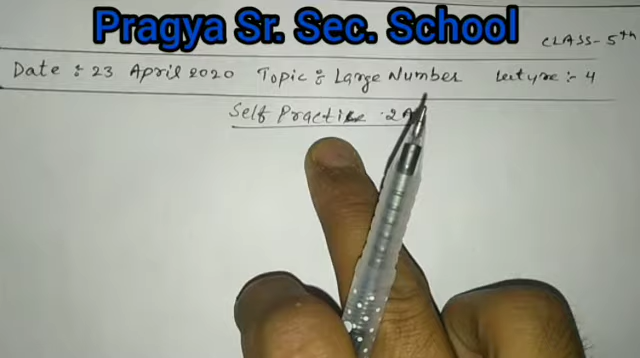 Pragya Sr. Sec. School
CLASS- 5th
Date : 23 April 2020 Topic : Large Number Lecture :- 4
Self Practice